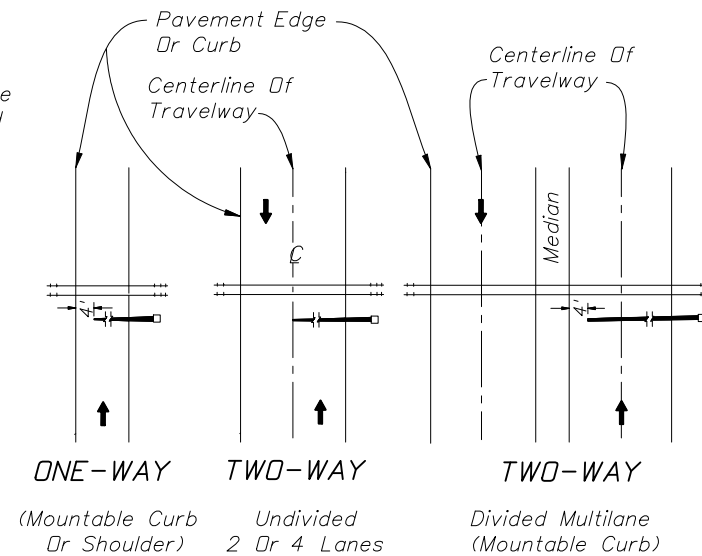 Pavement Edge
Or Curb
Centerline Of
Travelway
Centerline Of
Travelway
Median
℄
4'
4'
ONE-WAY
(Mountable Curb
Or Shoulder)
TWO-WAY
Undivided
2 Or 4 Lanes
TWO-WAY
Divided Multilane
(Mountable Curb)